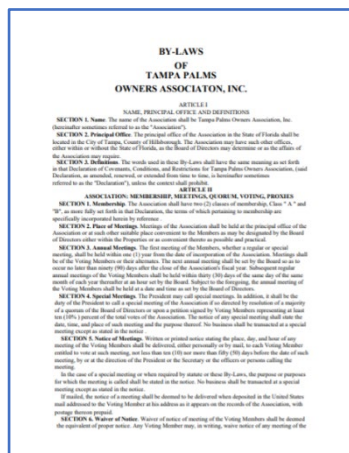 BY-LAWS
OF
TAMPA PALMS
OWNERS ASSOCIATON, INC.
ARTICLE I
NAME, PRINCIPAL OFFICE AND DEFINITIONS
SECTION 1. Name. The name of the Association shall be Tampa Palms Owners Association, Inc.
(hereinafter sometimes referred to as the "Association").
SECTION 2. Principal Office. The principal office of the Association in the State of Florida shall be
located in the City of Tampa, County of Hillsborough. The Association may have such other offices,
either within or without the State of Florida, as the Board of Directors may determine or as the affairs of
the Association may require.
SECTION 3. Definitions. The words used in these By-Laws shall have the same meaning as set forth
in that Declaration of Covenants, Conditions, and Restrictions for Tampa Palms Owners Association, (said
Declaration, as amended, renewed, or extended from time to time, is hereinafter sometimes
referred to as the "Declaration"), unless the context shall prohibit.
ARTICLE II
ASSOCIATION: MEMBERSHIP, MEETINGS, QUORUM, VOTING, PROXIES
SECTION 1. Membership. The Association shall have two (2) classes of membership, Class " A " and
"B", as more fully set forth in that Declaration, the terms of which pertaining to membership are
specifically incorporated herein by reference .
SECTION 2. Place of Meetings. Meetings of the Association shall be held at the principal office of the
Association or at such other suitable place convenient to the Members as may be designated by the Board
of Directors either within the Properties or as convenient thereto as possible and practical.
SECTION 3. Annual Meetings. The first meeting of the Members, whether a regular or special
meeting, shall be held within one (1) year from the date of incorporation of the Association. Meetings shall
be of the Voting Members or their alternates. The next annual meeting shall be set by the Board so as to
occur no later than ninety (90) days after the close of the Association's fiscal year. Subsequent regular
annual meetings of the Voting Members shall be held within thirty (30) days of the same day of the same
month of each year thereafter at an hour set by the Board. Subject to the foregoing, the annual meeting of
the Voting Members shall be held at a date and time as set by the Board of Directors.
SECTION 4. Special Meetings. The President may call special meetings. In addition, it shall be the
duty of the President to call a special meeting of the Association if so directed by resolution of a majority
of a quorum of the Board of Directors or upon a petition signed by Voting Members representing at least
ten (10% ) percent of the total votes of the Association. The notice of any special meeting shall state the
date, time, and place of such meeting and the purpose thereof. No business shall be transacted at a special
meeting except as stated in the notice .
SECTION 5. Notice of Meetings. Written or printed notice stating the place, day, and hour of any
meeting of the Voting Members shall be delivered, either personally or by mail, to each Voting Member
entitled to vote at such meeting, not less than ten (10) nor more than fifty (50) days before the date of such
meeting, by or at the direction of the President or the Secretary or the officers or persons calling the
meeting.
In the case of a special meeting or when required by statute or these By-Laws, the purpose or purposes
for which the meeting is called shall be stated in the notice. No business shall be transacted at a special
meeting except as stated in the notice.
If mailed, the notice of a meeting shall be deemed to be delivered when deposited in the United States
mail addressed to the Voting Member at his address as it appears on the records of the Association, with
postage thereon prepaid.
SECTION 6. Waiver of Notice. Waiver of notice of meeting of the Voting Members shall be deemed
the equivalent of proper notice. Any Voting Member may, in writing, waive notice of any meeting of the